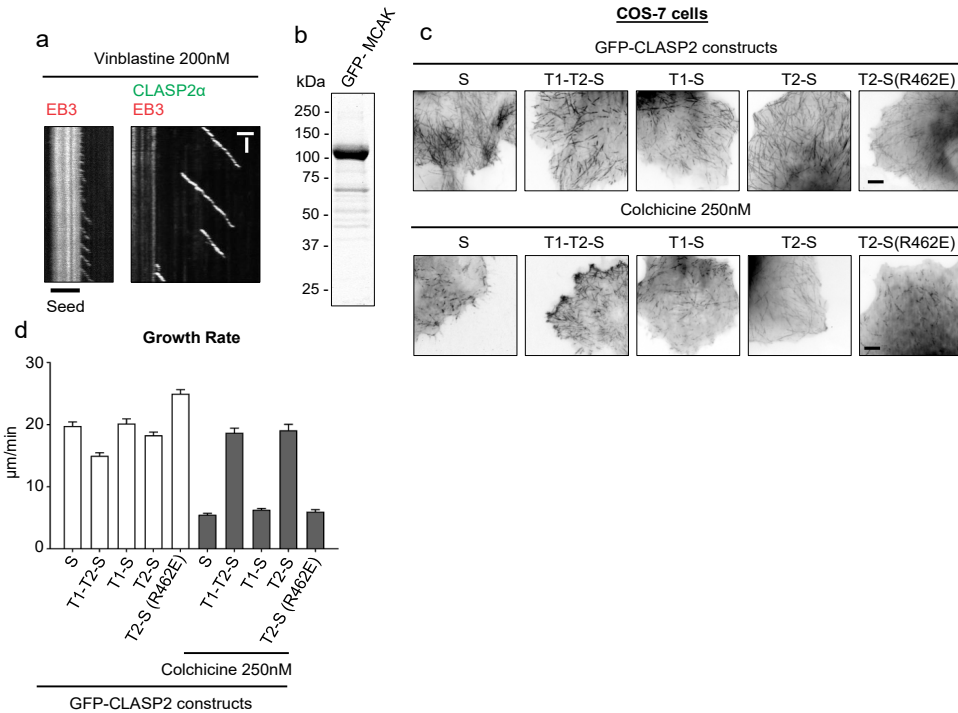 a
Vinblastine 200nM
EB3
CLASP2α
EB3
Seed
b
GFP- MCAK
kDa
250 -
150 -
100 -
75 -
50 -
37 -
25 -
COS-7 cells
c
GFP-CLASP2 constructs
S
T1-T2-S
T1-S
T2-S
T2-S(R462E)
Colchicine 250nM
S
T1-T2-S
T1-S
T2-S
T2-S(R462E)
d
Growth Rate
µm/min
30
20
10
0
S
T1-T2-S
T1-S
T2-S
T2-S (R462E)
S
T1-T2-S
T1-S
T2-S
T2-S (R462E)
Colchicine 250nM
GFP-CLASP2 constructs